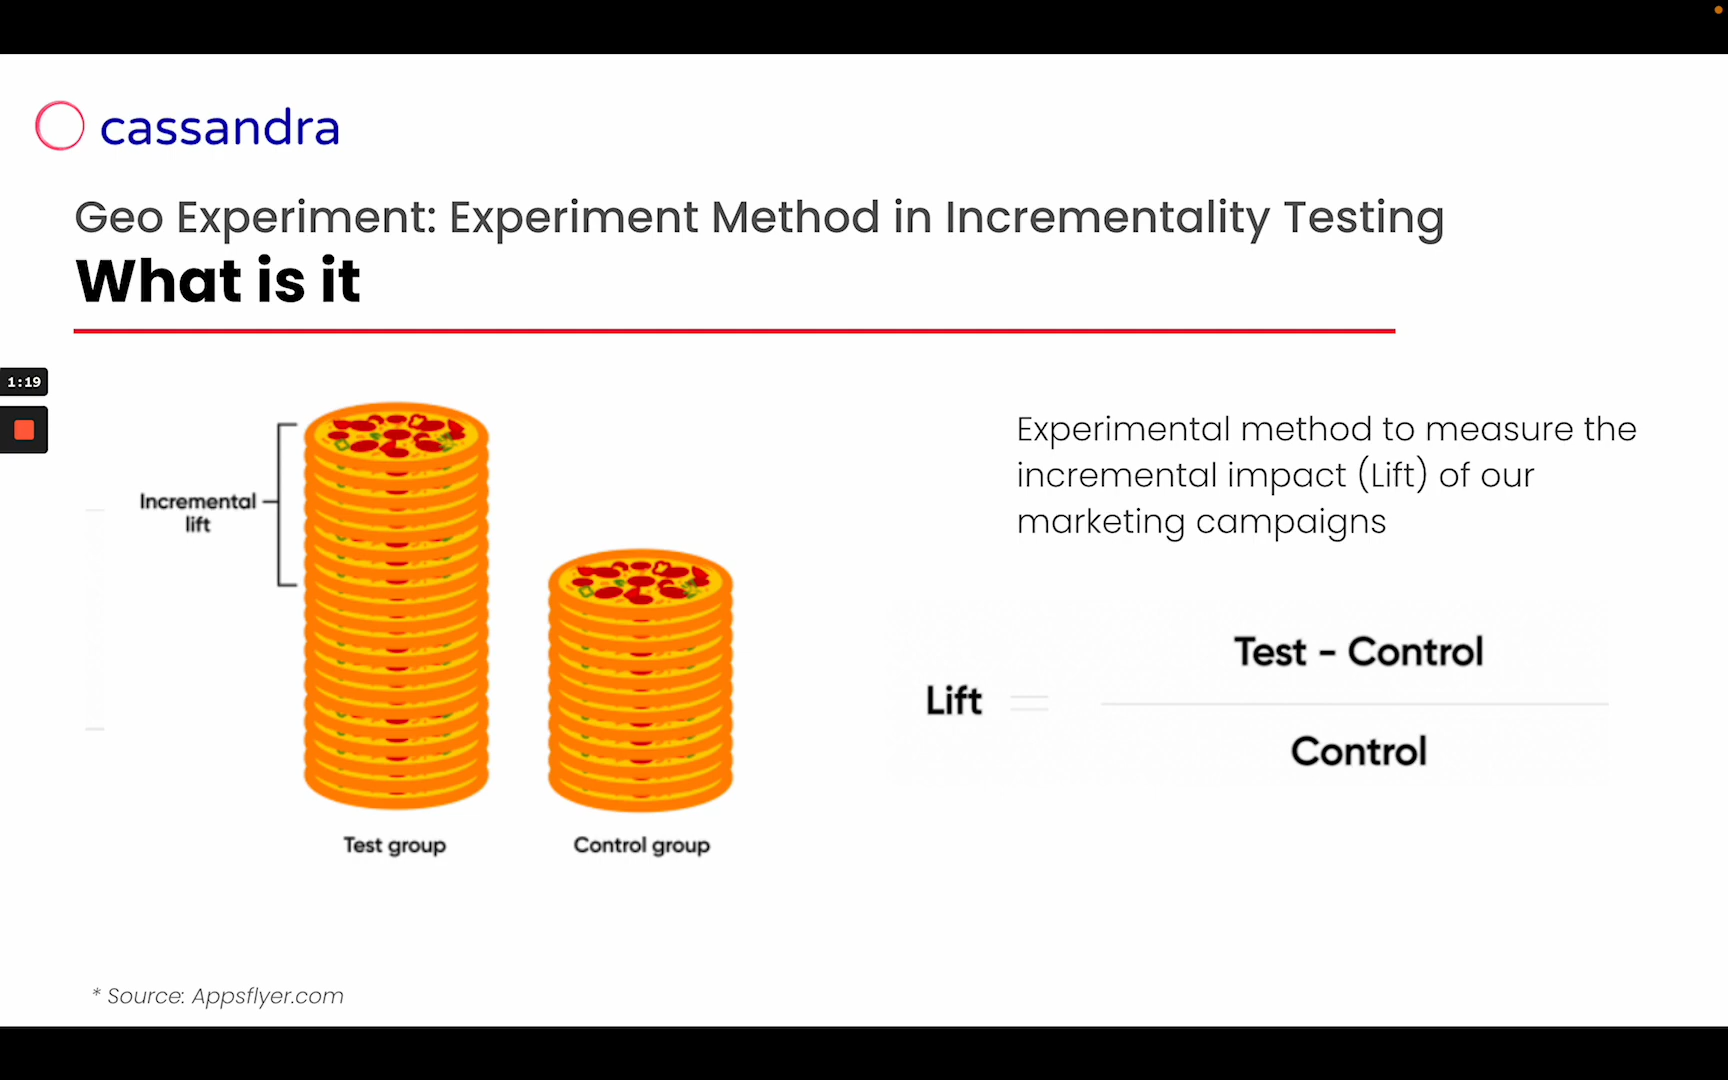 cassandra
Geo Experiment: Experiment Method in Incrementality Testing
What is it
1:19
Incremental
lift
Test group
Control group
Experimental method to measure the
incremental impact (Lift) of our
marketing campaigns
Lift =
Test - Control
Control
* Source: Appsflyer.com